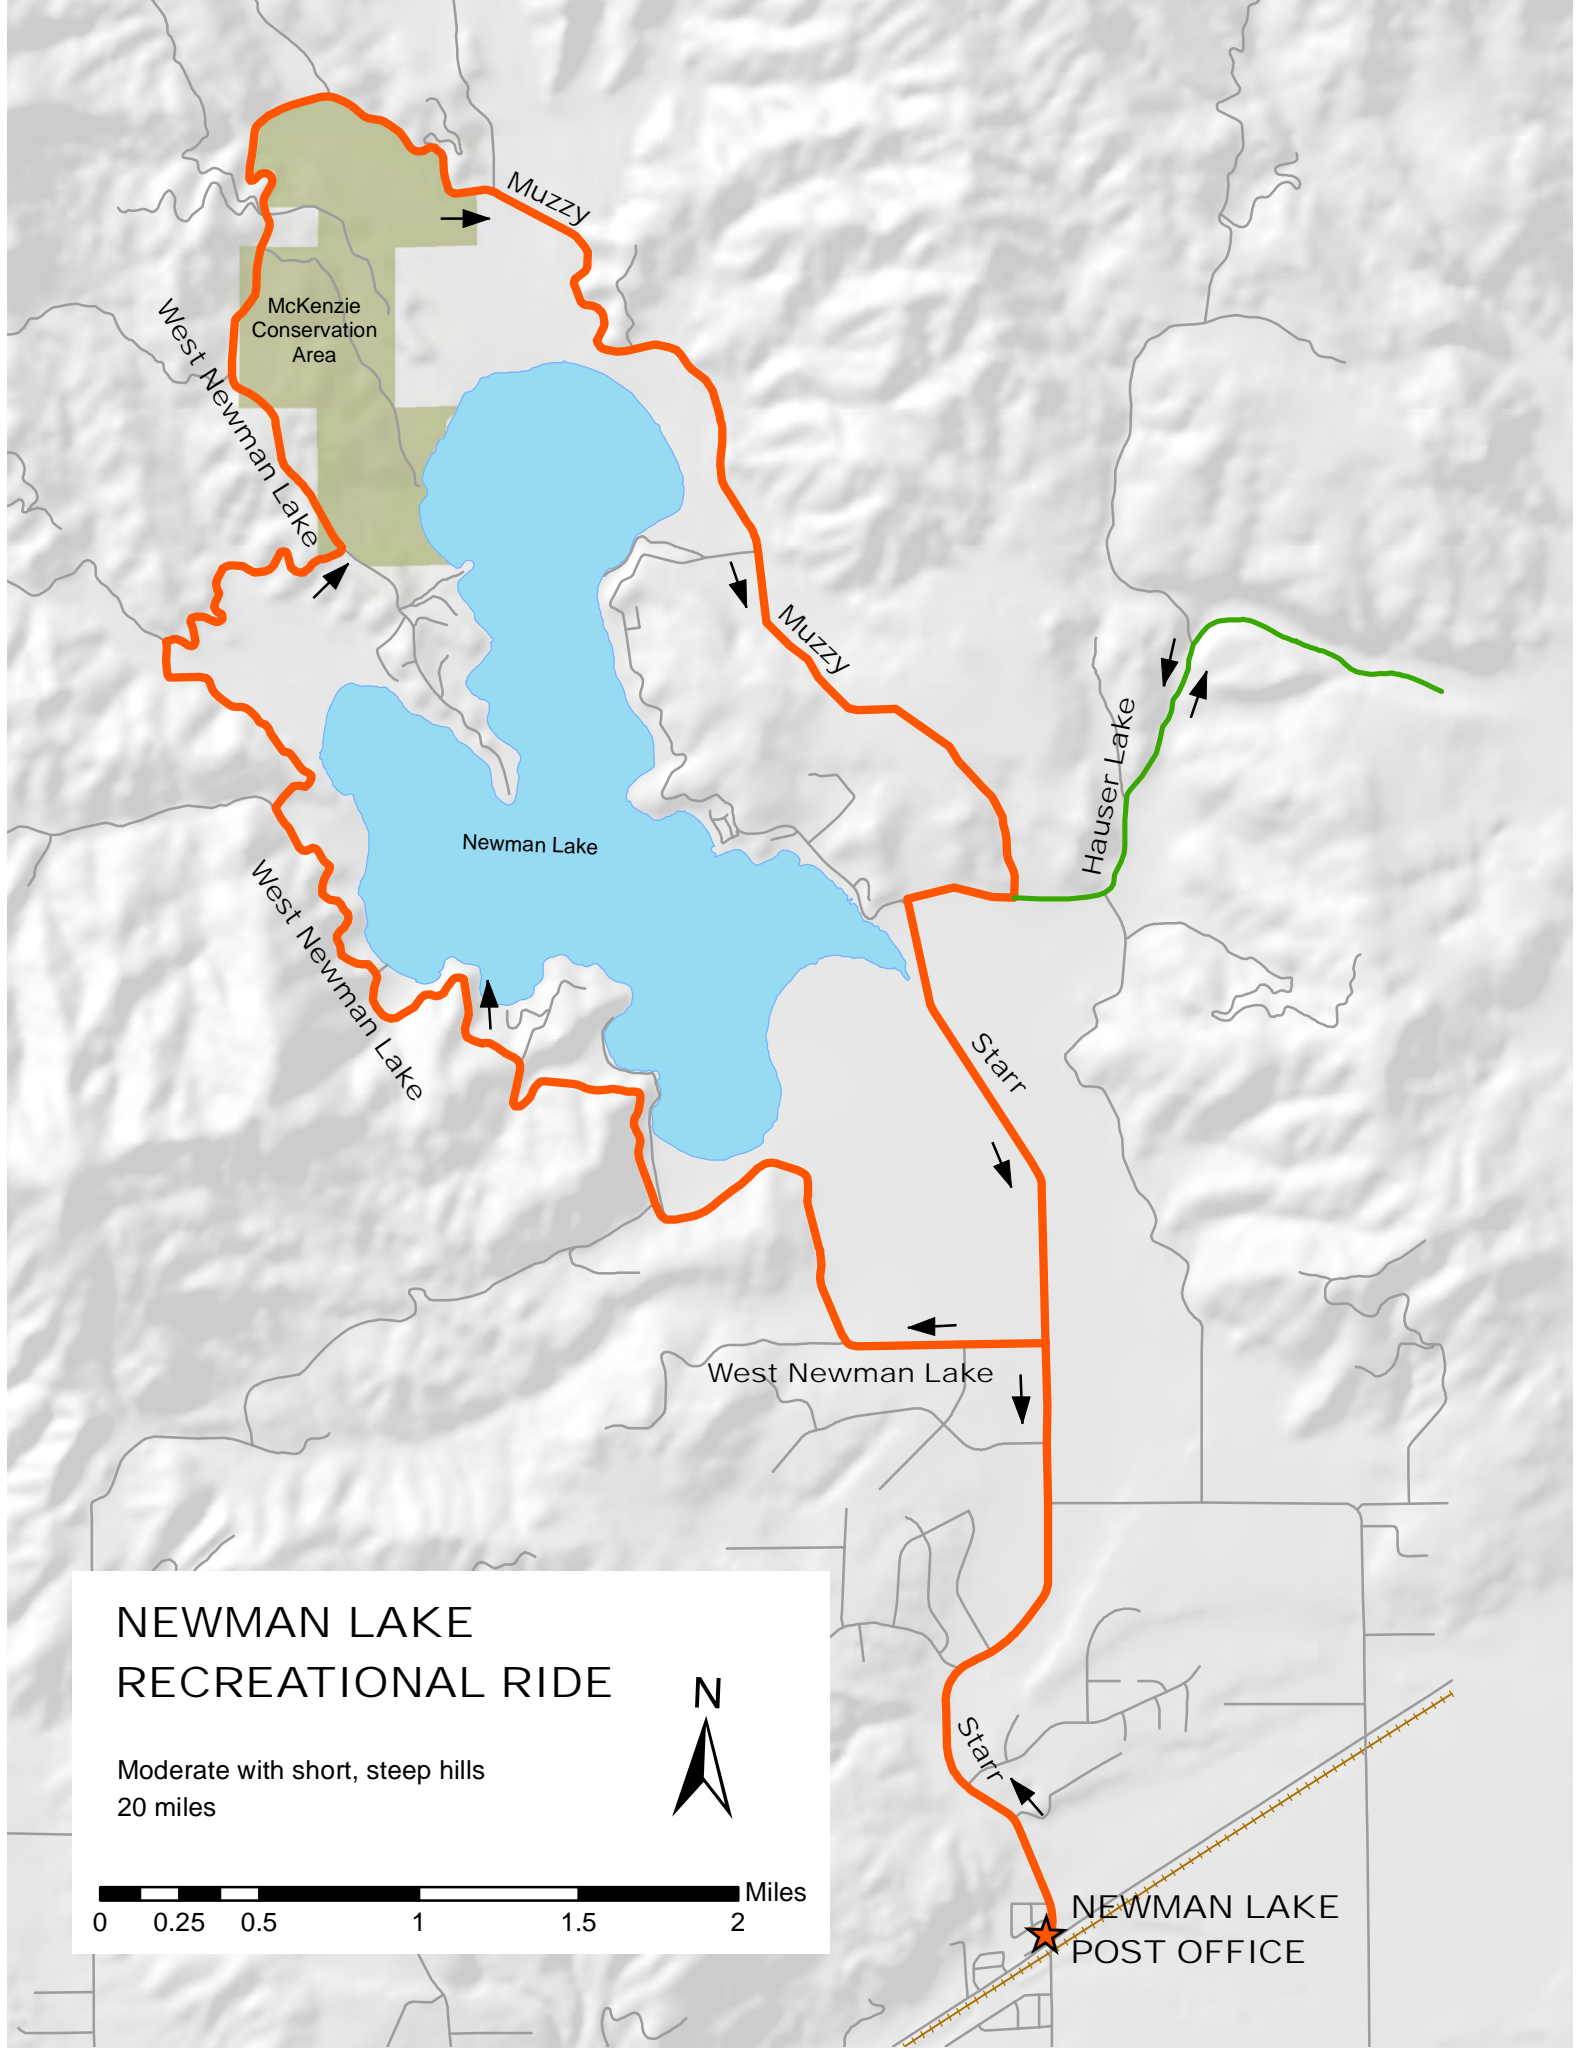 Muzzy
McKenzie
Conservation
Area
West Newman Lake
Muzzy
Hauser Lake
Newman Lake
West Newman Lake
Starr
West Newman Lake
NEWMAN LAKE
RECREATIONAL RIDE
N
Moderate with short, steep hills
20 miles
Starr
Miles
0 0.25 0.5 1 1.5 2
NEWMAN LAKE
POST OFFICE